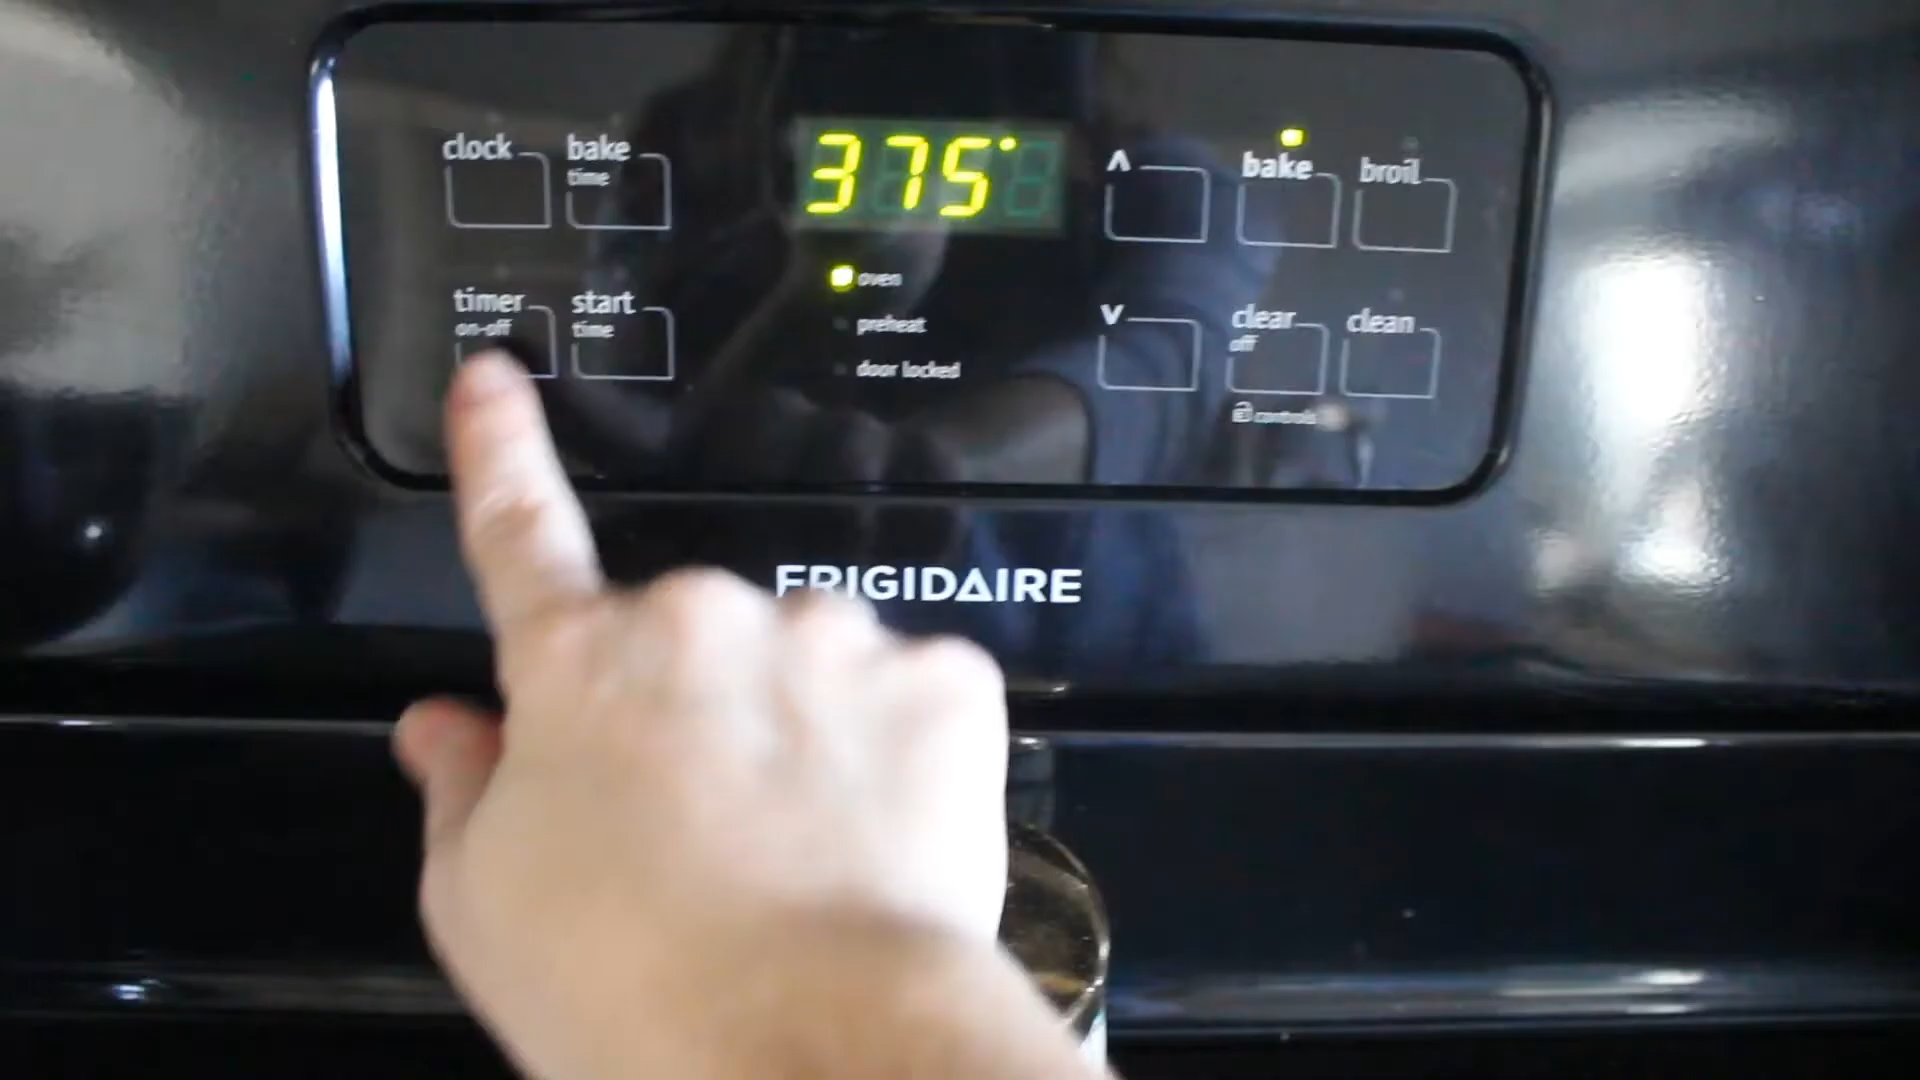 clock
bake
time
375°
^
bake
broil
timer
on-off
start
time
oven
preheat
door locked
v
clear
off
clean
controls
FRIGIDAIRE